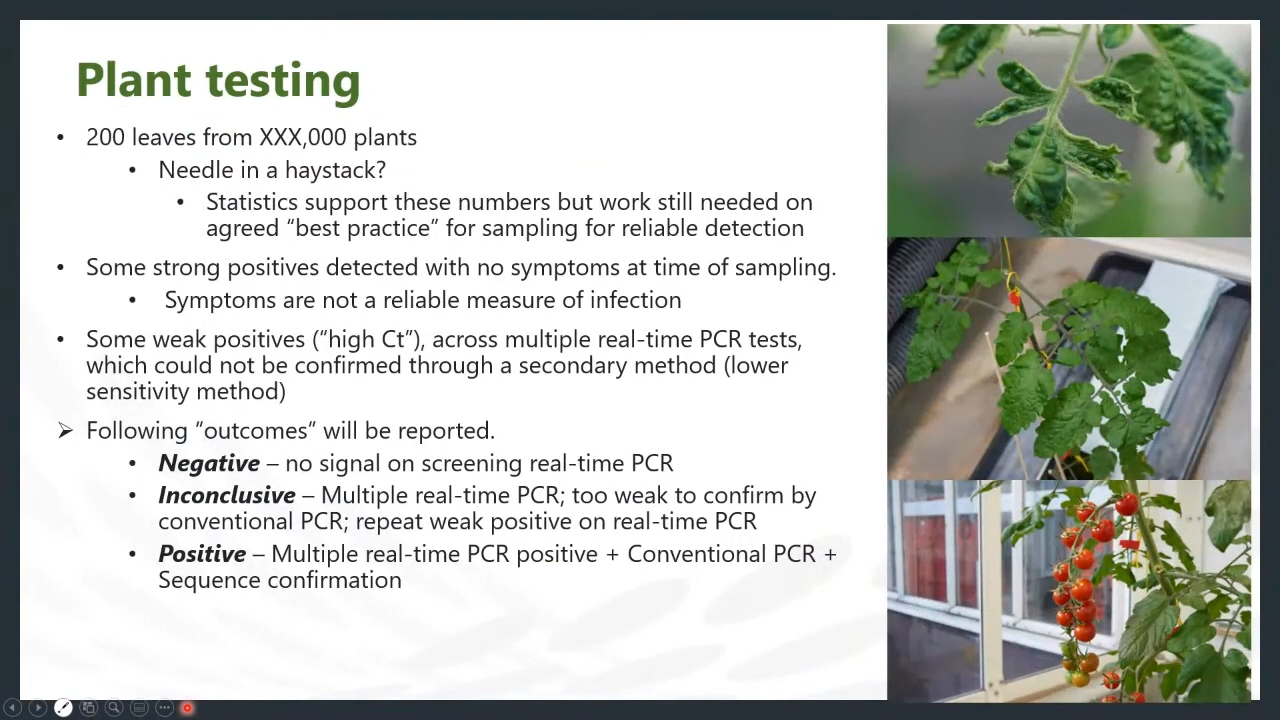 Plant testing
• 200 leaves from XXX,000 plants
• Needle in a haystack?
• Statistics support these numbers but work still needed on
agreed “best practice” for sampling for reliable detection
• Some strong positives detected with no symptoms at time of sampling.
• Symptoms are not a reliable measure of infection
• Some weak positives (“high Ct”), across multiple real-time PCR tests,
which could not be confirmed through a secondary method (lower
sensitivity method)
➢ Following “outcomes” will be reported.
• Negative – no signal on screening real-time PCR
• Inconclusive – Multiple real-time PCR; too weak to confirm by
conventional PCR; repeat weak positive on real-time PCR
• Positive – Multiple real-time PCR positive + Conventional PCR +
Sequence confirmation